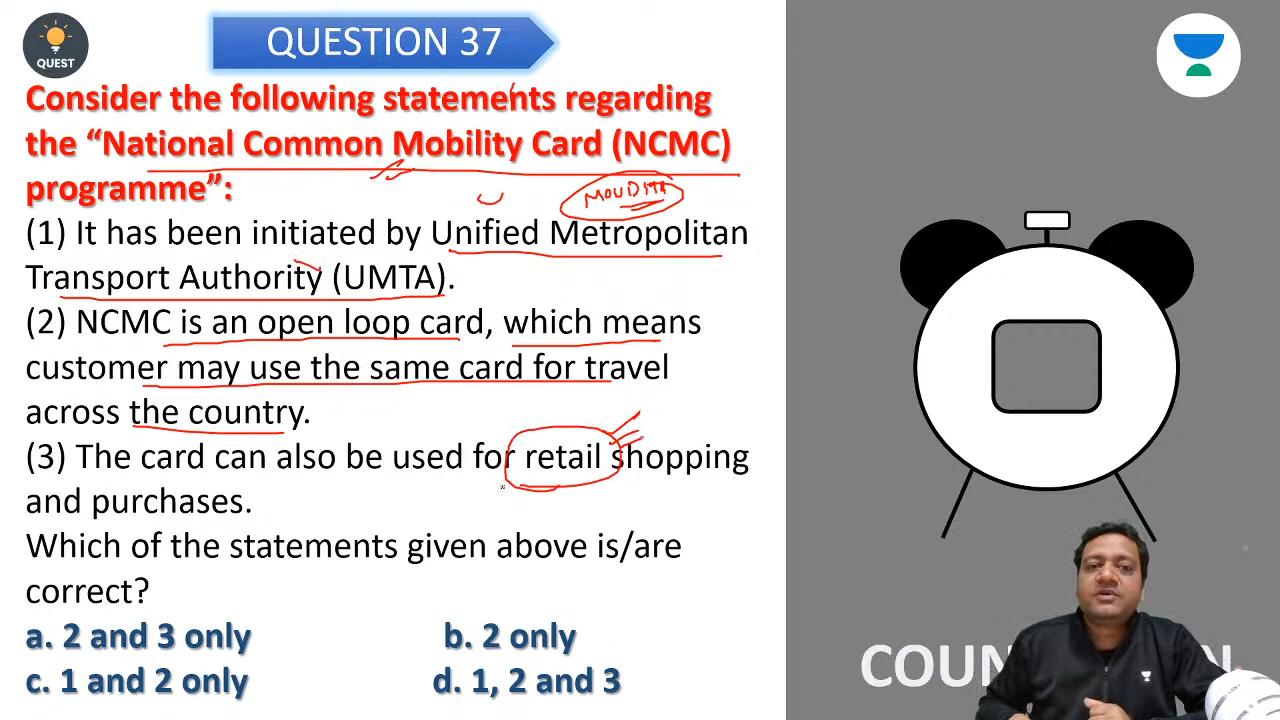 QUEST
QUESTION 37
Consider the following statements regarding
the “National Common Mobility Card (NCMC)
programme”:
MOUDHA
(1) It has been initiated by Unified Metropolitan
Transport Authority (UMTA).
(2) NCMC is an open loop card, which means
customer may use the same card for travel
across the country.
(3) The card can also be used for retail shopping
and purchases.
Which of the statements given above is/are
correct?
a. 2 and 3 only
b. 2 only
c. 1 and 2 only
d. 1, 2 and 3